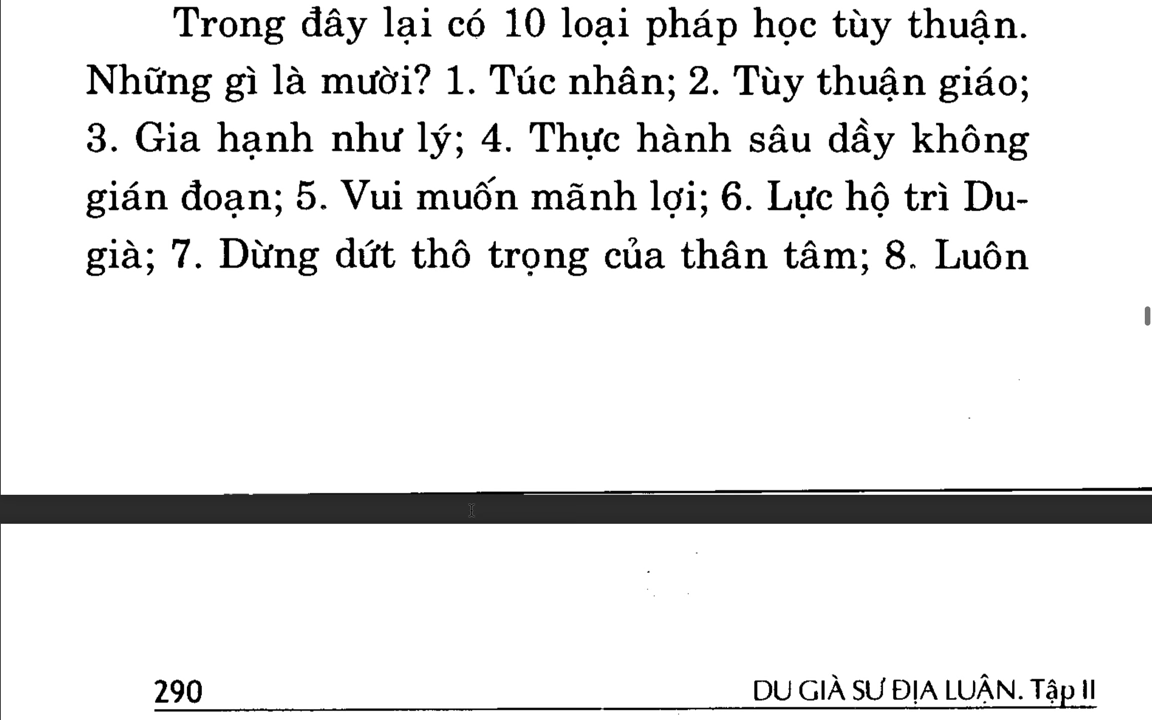 Trong đây lại có 10 loại pháp học tùy thuận.
Những gì là mười? 1. Túc nhân; 2. Tùy thuận giáo;
3. Gia hạnh như lý; 4. Thực hành sâu dầy không
gián đoạn; 5. Vui muốn mãnh lợi; 6. Lực hộ trì Du-
già; 7. Dừng dứt thô trọng của thân tâm; 8. Luôn
290 DU GIÀ SƯ ĐỊA LUẬN. Tập II